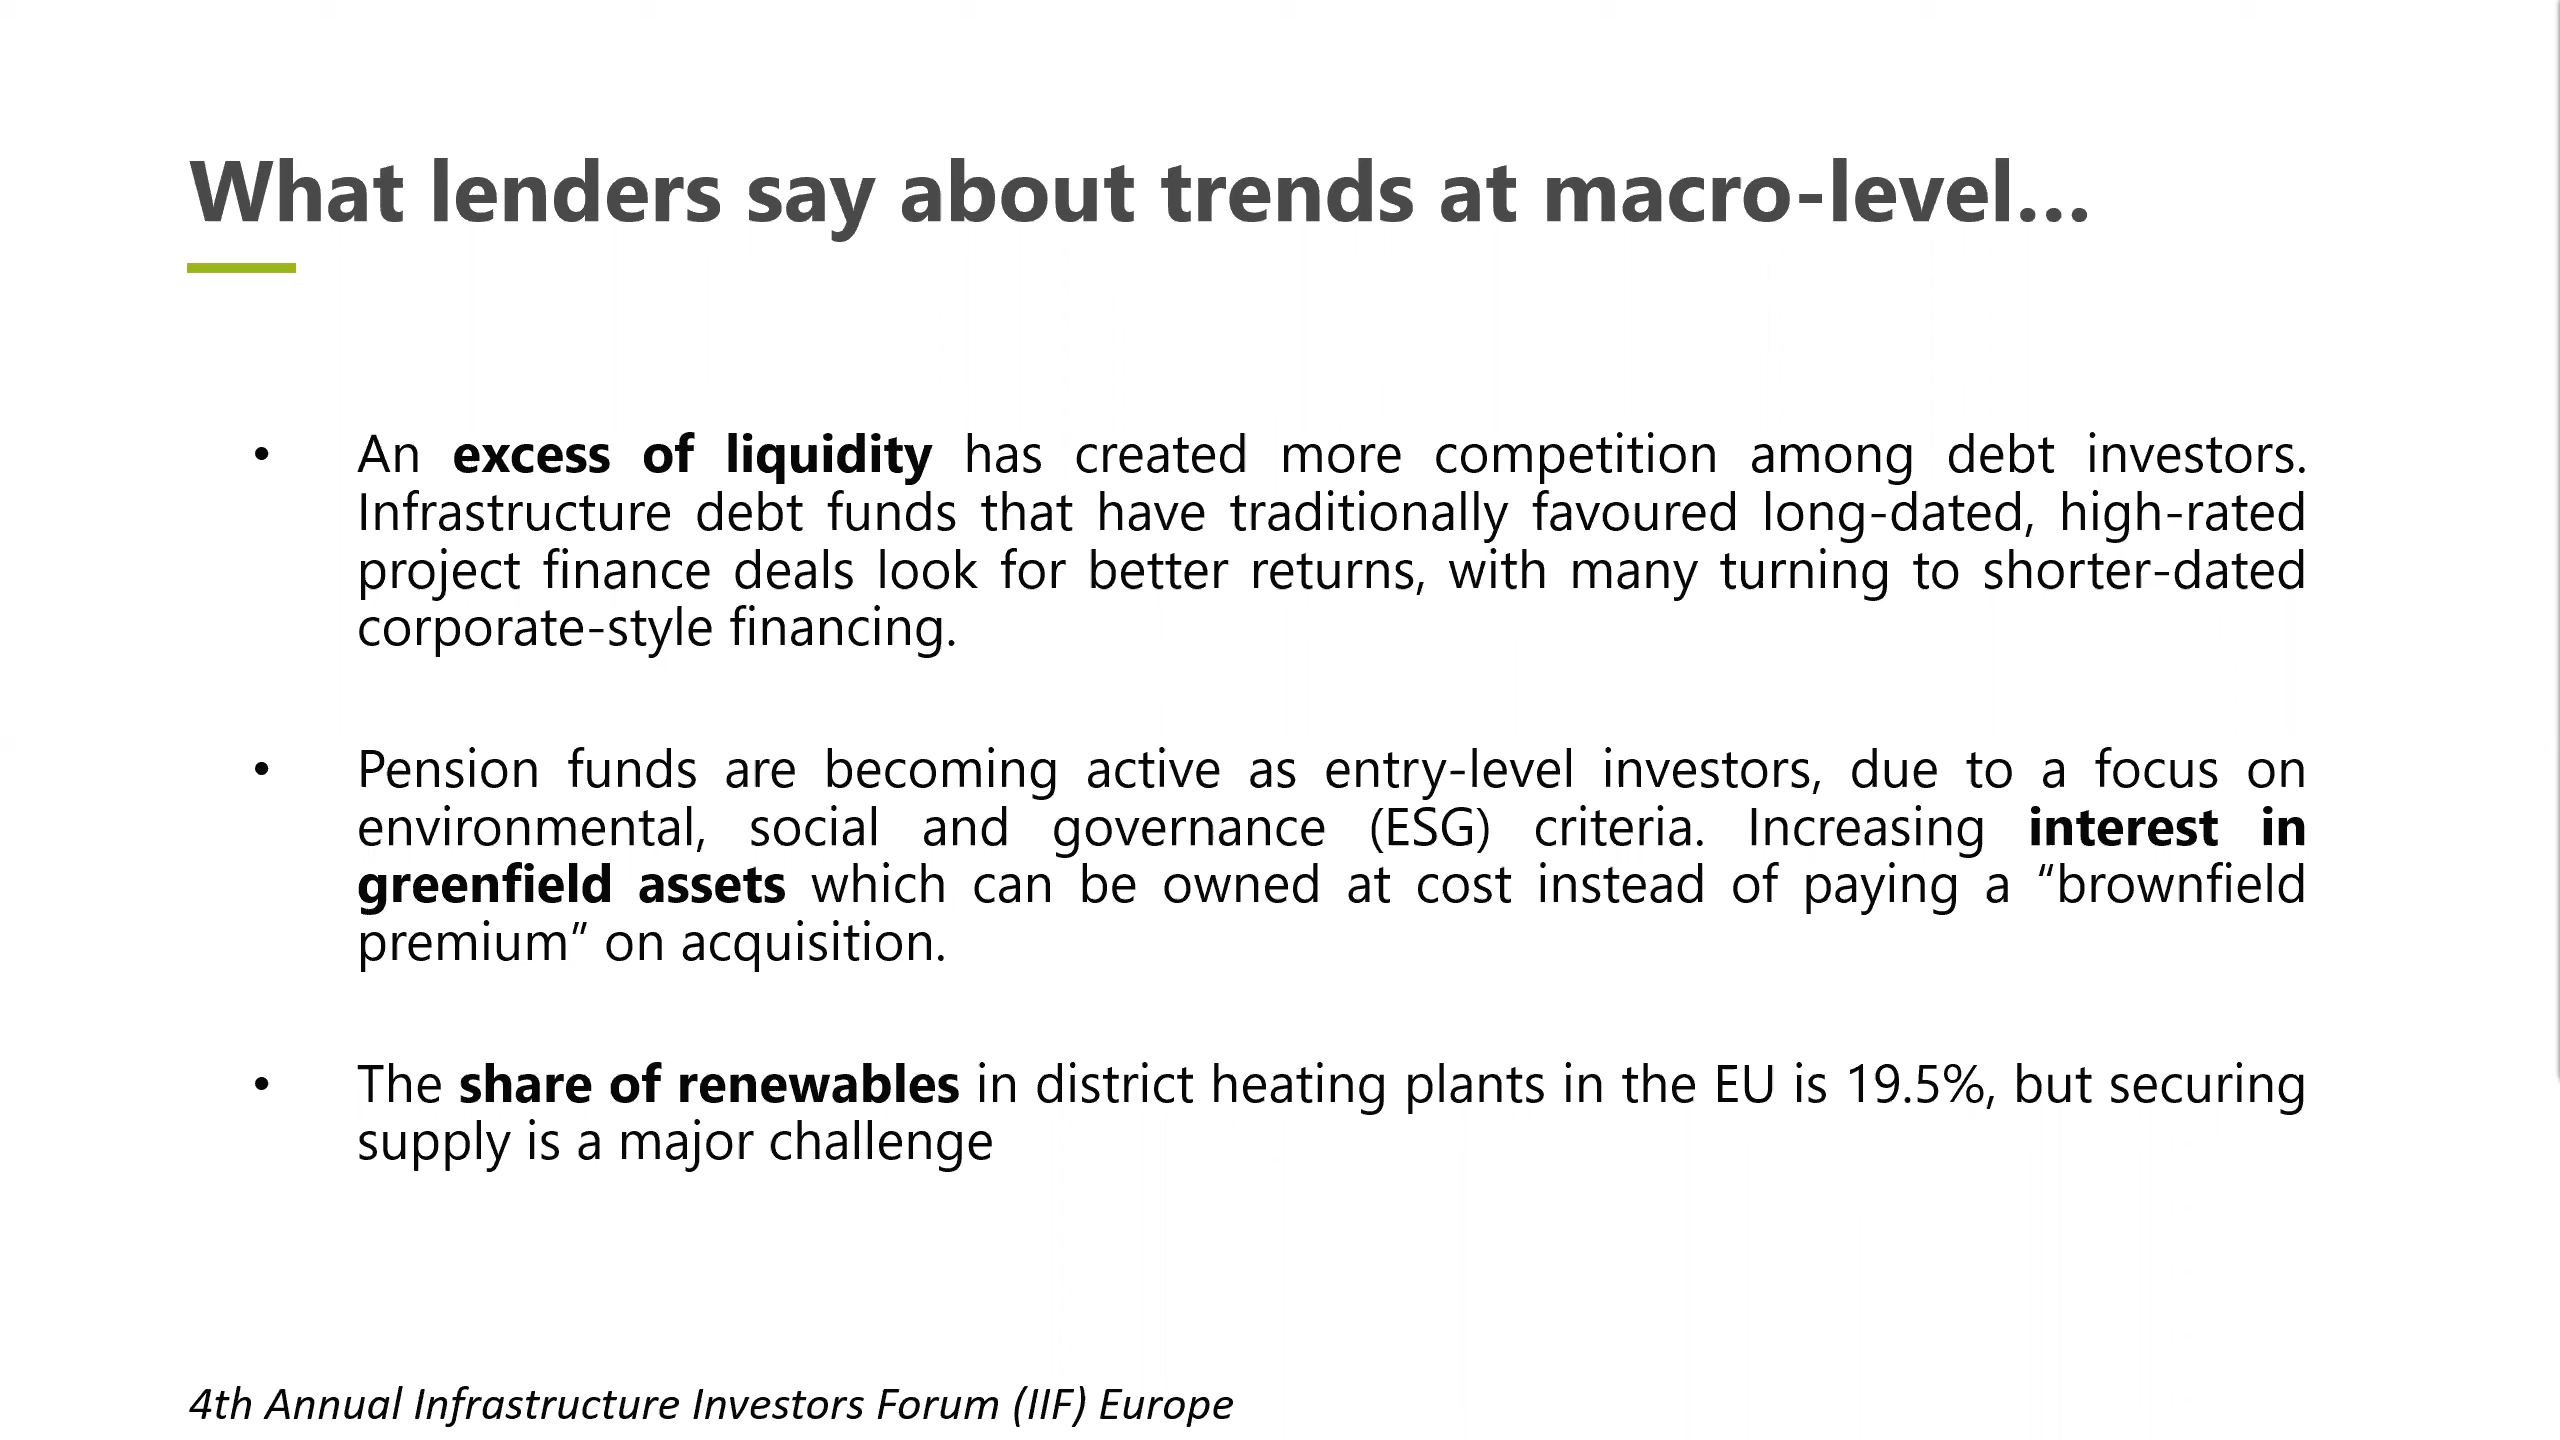 What lenders say about trends at macro-level…
• An excess of liquidity has created more competition among debt investors.
Infrastructure debt funds that have traditionally favoured long-dated, high-rated
project finance deals look for better returns, with many turning to shorter-dated
corporate-style financing.
• Pension funds are becoming active as entry-level investors, due to a focus on
environmental, social and governance (ESG) criteria. Increasing interest in
greenfield assets which can be owned at cost instead of paying a “brownfield
premium” on acquisition.
• The share of renewables in district heating plants in the EU is 19.5%, but securing
supply is a major challenge
4th Annual Infrastructure Investors Forum (IIF) Europe